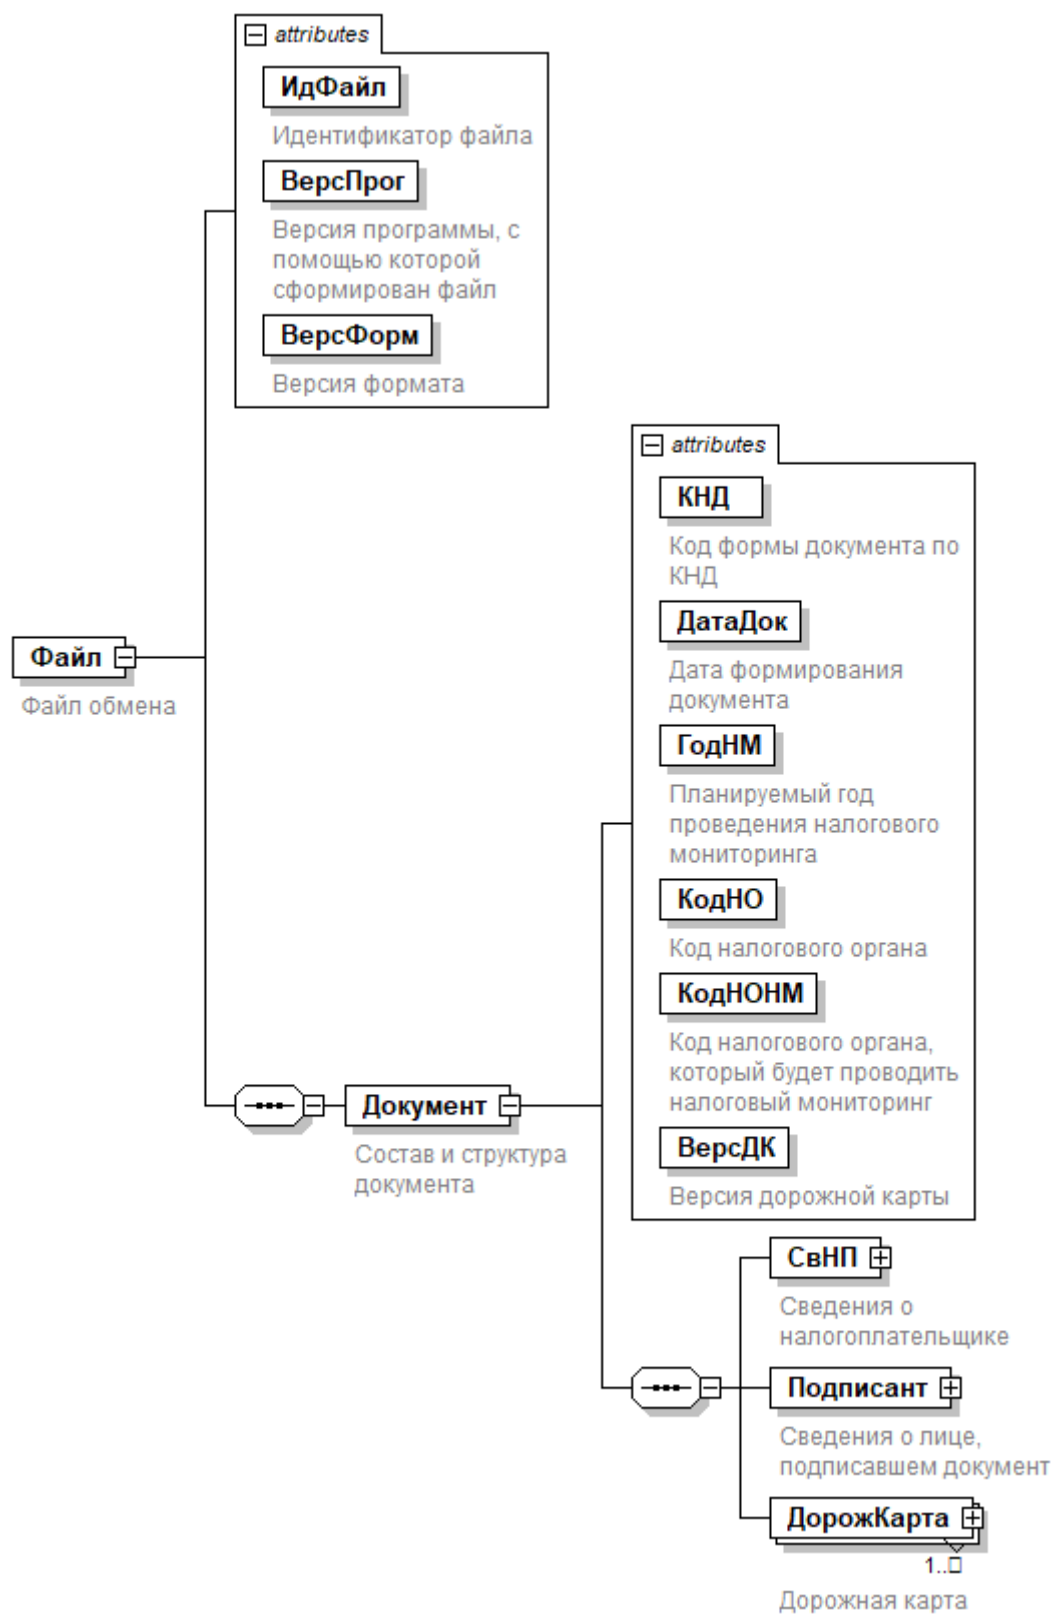 attributes
ИдФайл
Идентификатор файла
ВерсПрог
Версия программы, с
помощью которой
сформирован файл
ВерсФорм
Версия формата
Файл
Файл обмена
Документ
Состав и структура
документа
attributes
КНД
Код формы документа по
КНД
ДатаДок
Дата формирования
документа
ГодНМ
Планируемый год
проведения налогового
мониторинга
КодНО
Код налогового органа
КодНОНМ
Код налогового органа,
который будет проводить
налоговый мониторинг
ВерсДК
Версия дорожной карты
СвНП
Сведения о
налогоплательщике
Подписант
Сведения о лице,
подписавшем документ
ДорожКарта
1..□
Дорожная карта